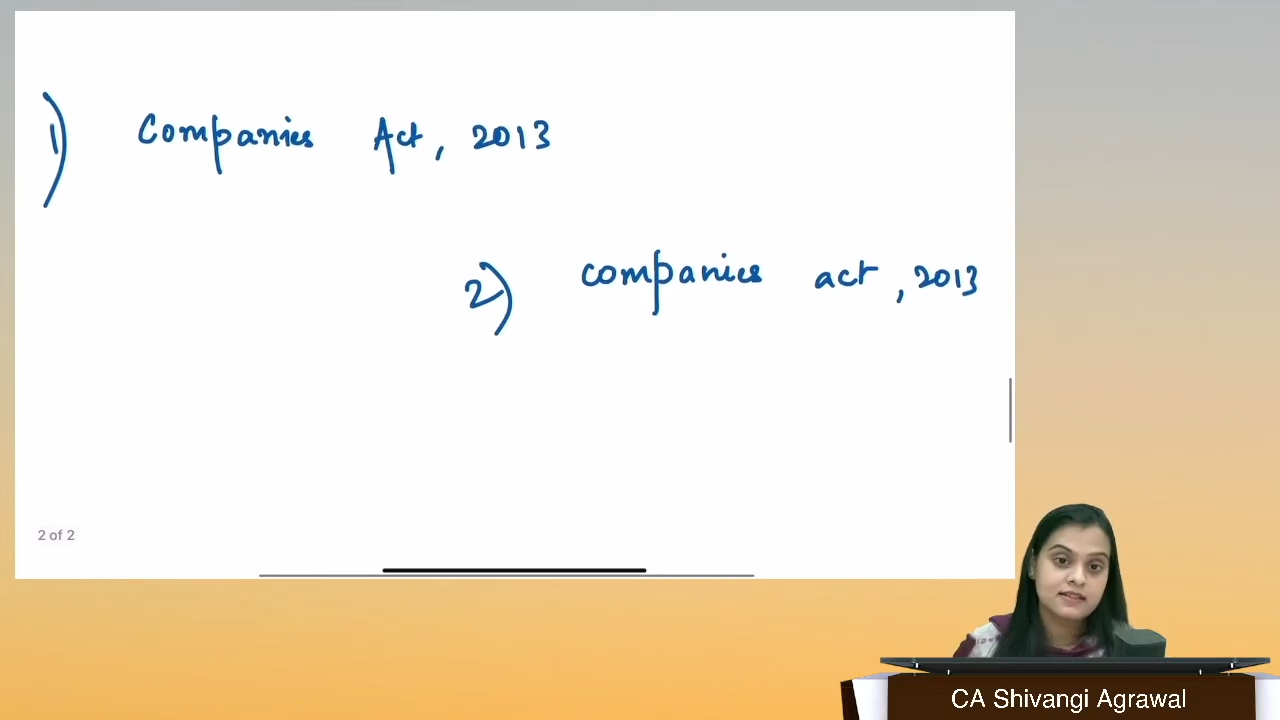 1) Companies Act, 2013
2) companies act, 2013
2 of 2
CA Shivangi Agrawal